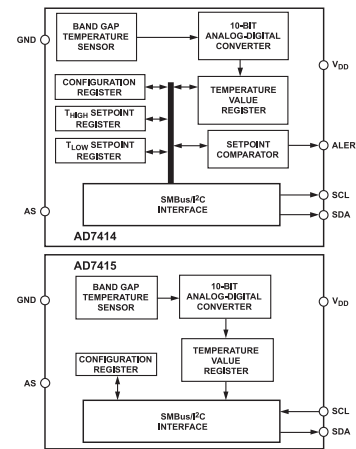 GND
BAND GAP
TEMPERATURE
SENSOR
10-BIT
ANALOG-DIGITAL
CONVERTER
VDD
CONFIGURATION
REGISTER
TEMPERATURE
VALUE
REGISTER
THIGH SETPOINT
REGISTER
TLOW SETPOINT
REGISTER
SETPOINT
COMPARATOR
ALER
SMBus/I2C
INTERFACE
SCL
SDA
AS
AD7414
AD7415
GND
BAND GAP
TEMPERATURE
SENSOR
10-BIT
ANALOG-DIGITAL
CONVERTER
VDD
CONFIGURATION
REGISTER
TEMPERATURE
VALUE
REGISTER
AS
SMBus/I2C
INTERFACE
SCL
SDA